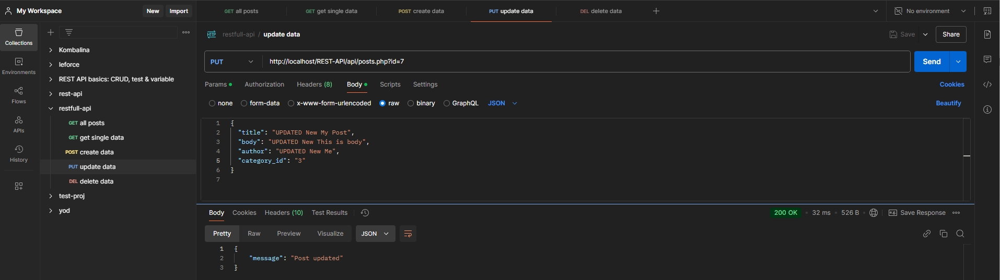 My Workspace New Import
GET all posts GET get single data POST create data PUT update data DEL delete data No environment
Collections
Environments
Flows
APIs
History
Kombalina
leforce
REST API basics: CRUD, test & variable
rest-api
restfull-api
GET all posts
GET get single data
POST create data
PUT update data
DEL delete data
test-proj
yod
HTTP restfull-api / update data Save Share
PUT http://localhost/REST-API/api/posts.php?id=7 Send
Params Authorization Headers (8) Body Scripts Settings Cookies
none form-data x-www-form-urlencoded raw binary GraphQL JSON Beautify
1 {
2 "title": "UPDATED New My Post",
3 "body": "UPDATED New This is body",
4 "author": "UPDATED New Me",
5 "category_id": "3"
6 }
7
Body Cookies Headers (10) Test Results 200 OK • 32 ms • 526 B • e.g. Save Response
Pretty Raw Preview Visualize JSON
1 {
2 "message": "Post updated"
3 }